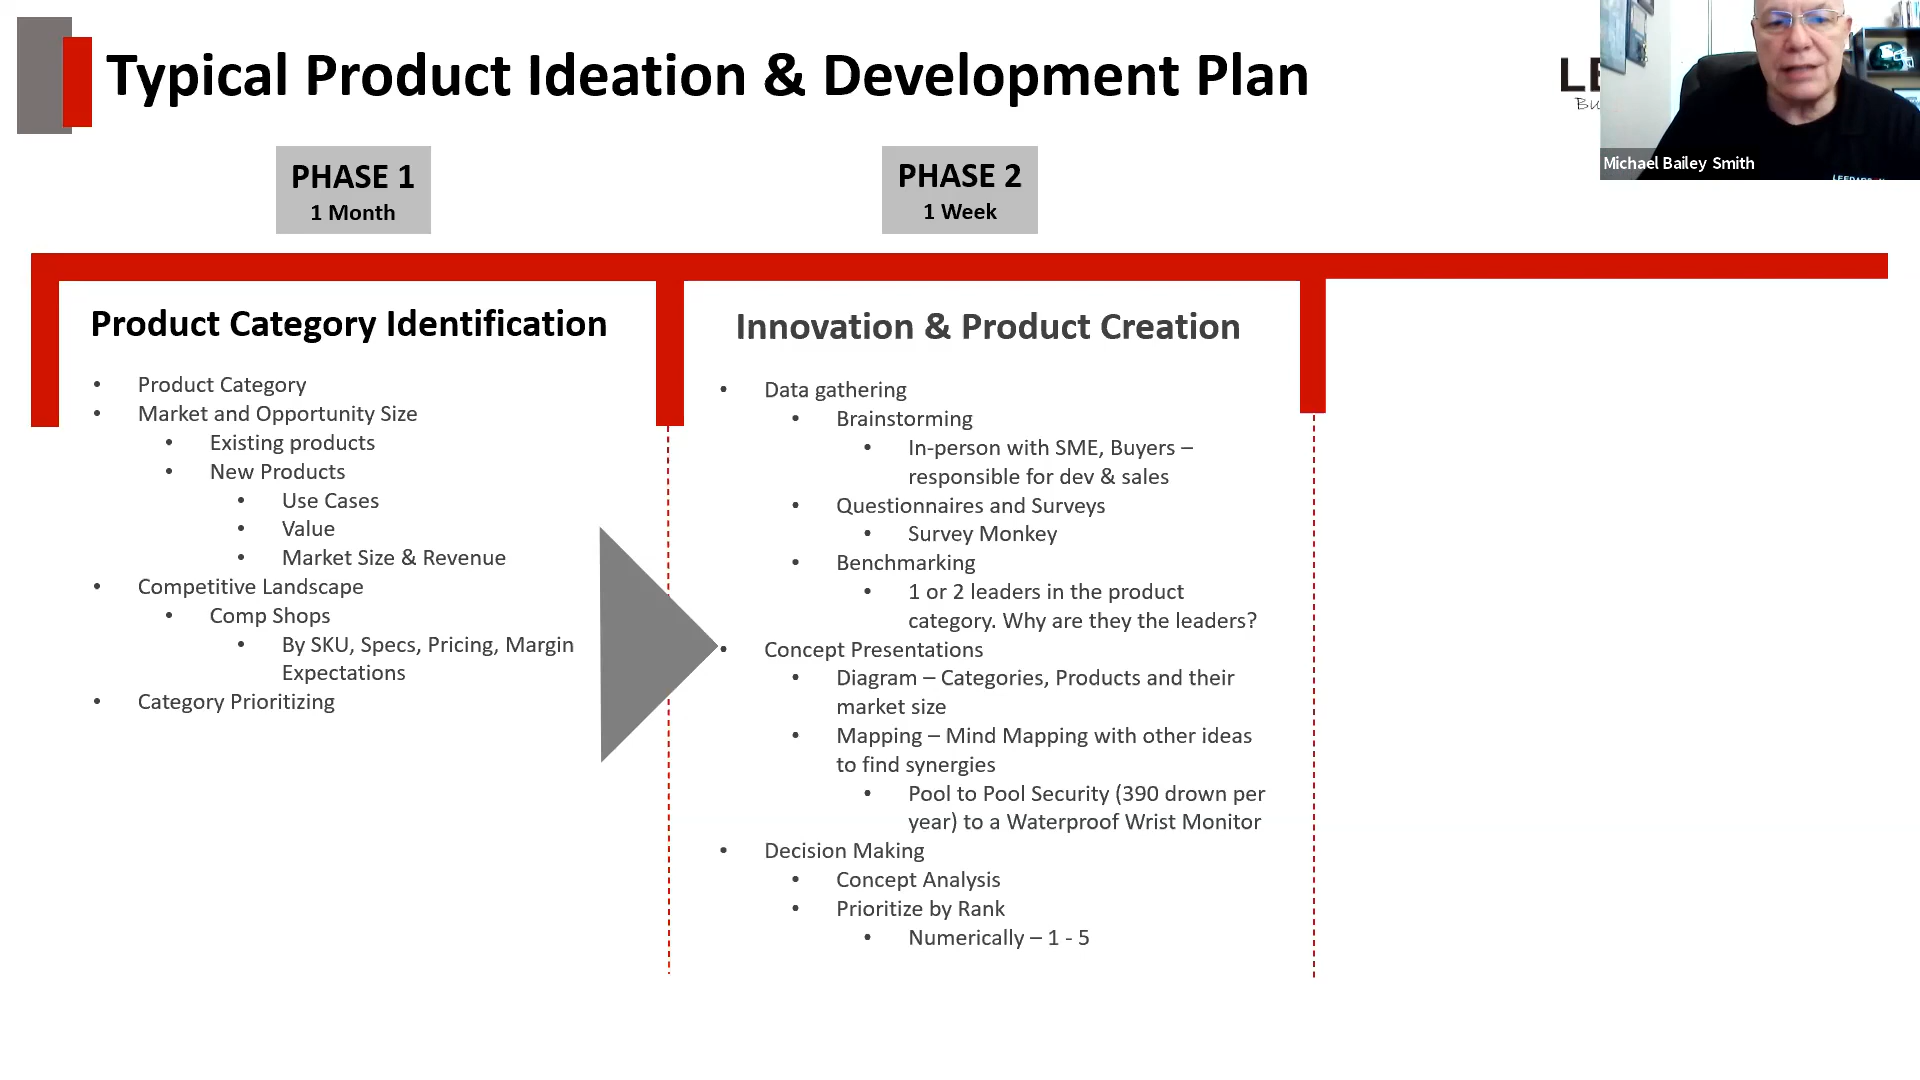 Typical Product Ideation & Development Plan
LE
Bu
Michael Bailey Smith
PHASE 1
1 Month
PHASE 2
1 Week
Product Category Identification
• Product Category
• Market and Opportunity Size
• Existing products
• New Products
• Use Cases
• Value
• Market Size & Revenue
• Competitive Landscape
• Comp Shops
• By SKU, Specs, Pricing, Margin
Expectations
• Category Prioritizing
Innovation & Product Creation
• Data gathering
• Brainstorming
• In-person with SME, Buyers –
responsible for dev & sales
• Questionnaires and Surveys
• Survey Monkey
• Benchmarking
• 1 or 2 leaders in the product
category. Why are they the leaders?
• Concept Presentations
• Diagram – Categories, Products and their
market size
• Mapping – Mind Mapping with other ideas
to find synergies
• Pool to Pool Security (390 drown per
year) to a Waterproof Wrist Monitor
• Decision Making
• Concept Analysis
• Prioritize by Rank
• Numerically – 1 - 5